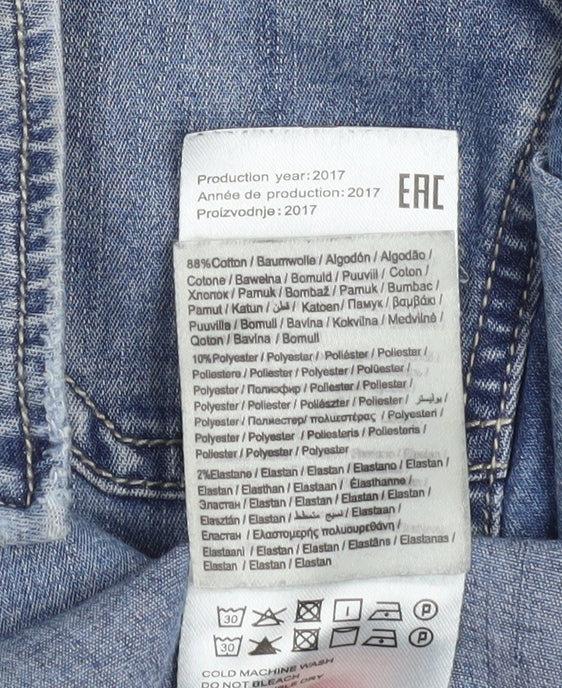 Production year: 2017
Année de production: 2017
Proizvodnje: 2017
EAC
88%Cotton / Baumwolle / Algodón / Algodão /
Cotone / Bawełna / Bomuld / Puuvill / Coton /
Хлопок / Pamuk / Bombaž / Pamuk / Bumbac /
Pamut / Katun / قطن / Katoen / Памук / βαμβάκι /
Puuvilla / Bomull / Bavlna / Kokvilna / Medvilnė /
Qoton / Bavlna / Bomull
10%Polyester / Polyester / Poliéster / Poliester /
Poliestere / Poliester / Polyester / Polüester /
Polyester / Полиэфир / Poliester / Poliester /
Polyester / Poliester / Poliészter / Poliester / بوليستر /
Polyester / Полиестер/ πολυεστέρας / Polyesteri /
Polyester / Polyester / Poliesteris / Poliesteris /
Poliester / Polyester / Polyester
2%Elastane / Elastan / Elastan / Elastano / Elastan /
Elastan / Elasthan / Elastaan / Élasthanne /
Эластан / Elastan / Elastan / Elastan / Elastan /
Elasztán / Elastan / نسيج مطاط / Elastaan /
Еластан / Ελαστομερής πολυουρεθάνη /
Elastaani / Elastan / Elastan / Elastāns / Elastanas /
Elastan / Elastan / Elastan
30 P
30 P
COLD MACHINE WASH
DO NOT BLEACH